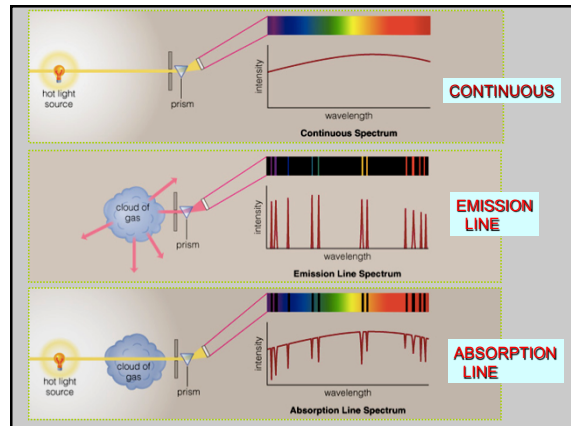 intensity
hot light
source
prism
wavelength
Continuous Spectrum
CONTINUOUS
cloud of
gas
prism
intensity
wavelength
Emission Line Spectrum
EMISSION
LINE
hot light
source
cloud of
gas
prism
intensity
wavelength
Absorption Line Spectrum
ABSORPTION
LINE